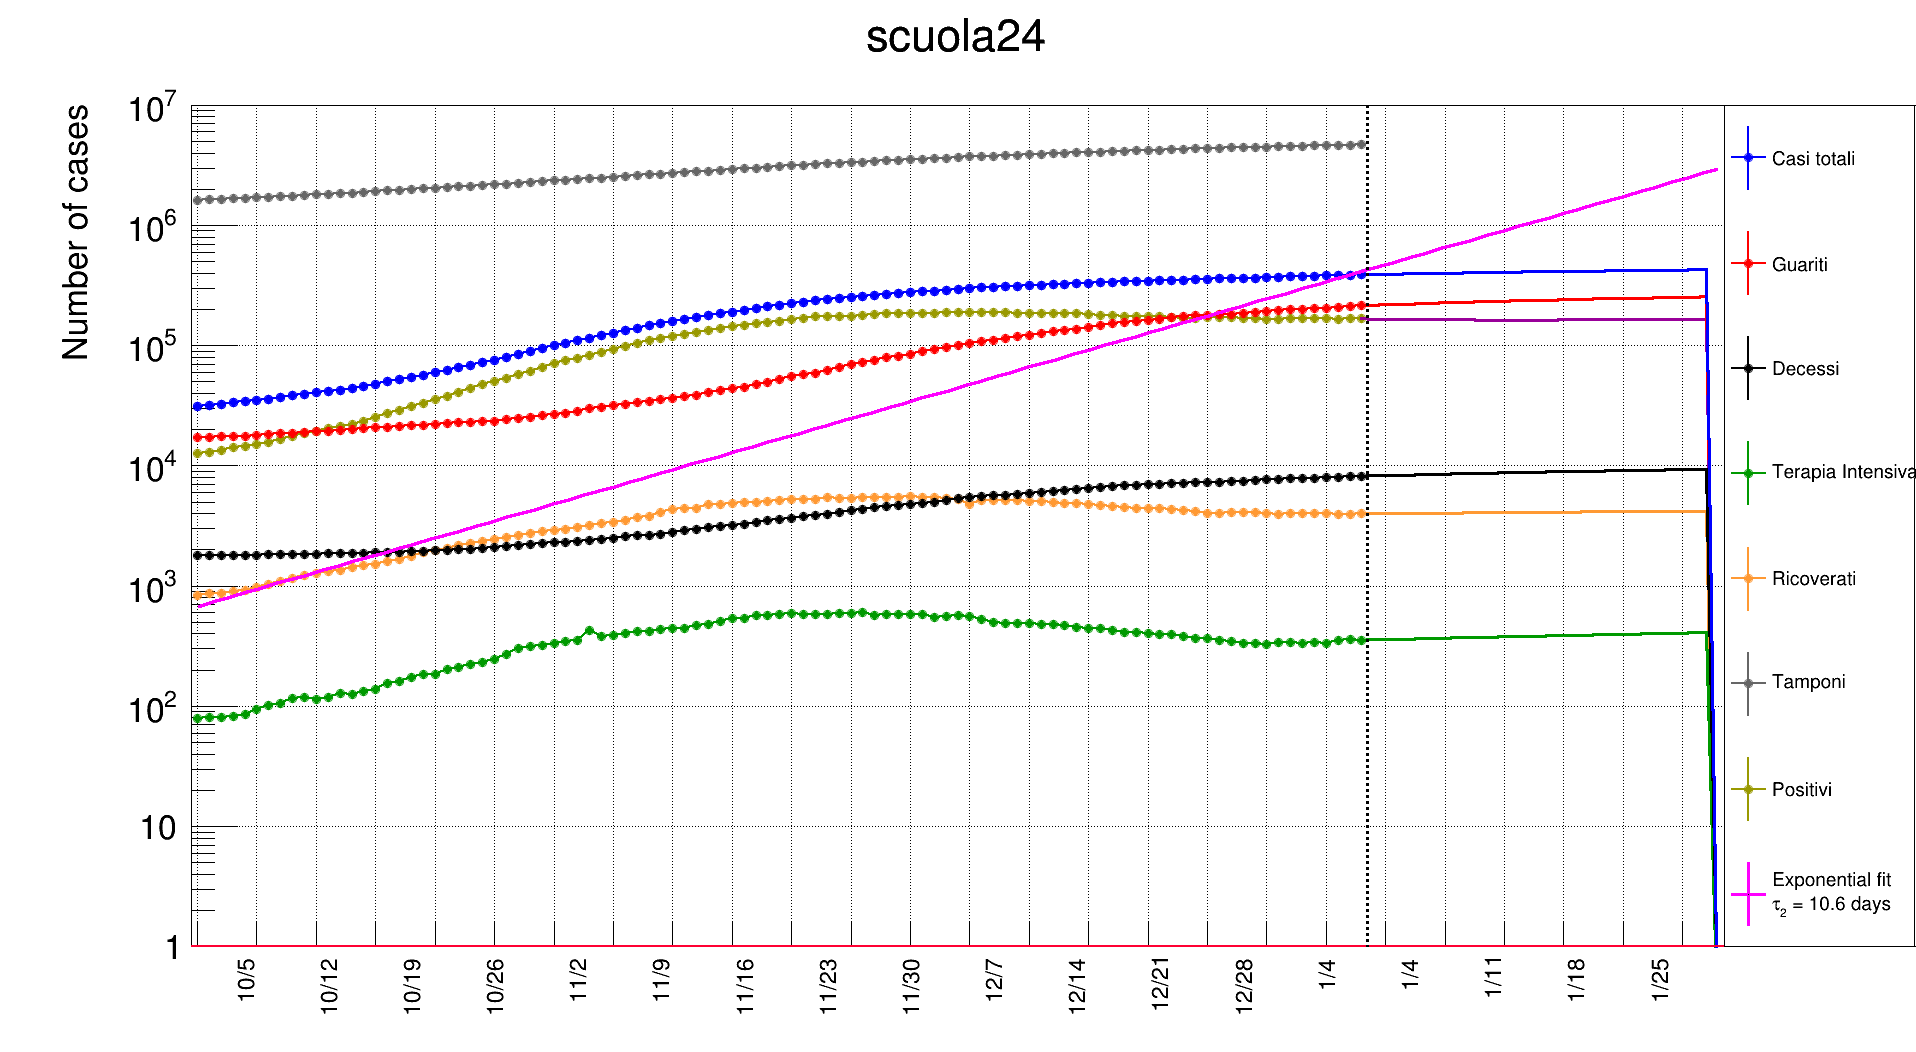 scuola24
Number of cases
10^7
10^6
10^5
10^4
10^3
10^2
10
1
10/5
10/12
10/19
10/26
11/2
11/9
11/16
11/23
11/30
12/7
12/14
12/21
12/28
1/4
1/4
1/11
1/18
1/25
Casi totali
Guariti
Decessi
Terapia Intensiva
Ricoverati
Tamponi
Positivi
Exponential fit
τ₂ = 10.6 days